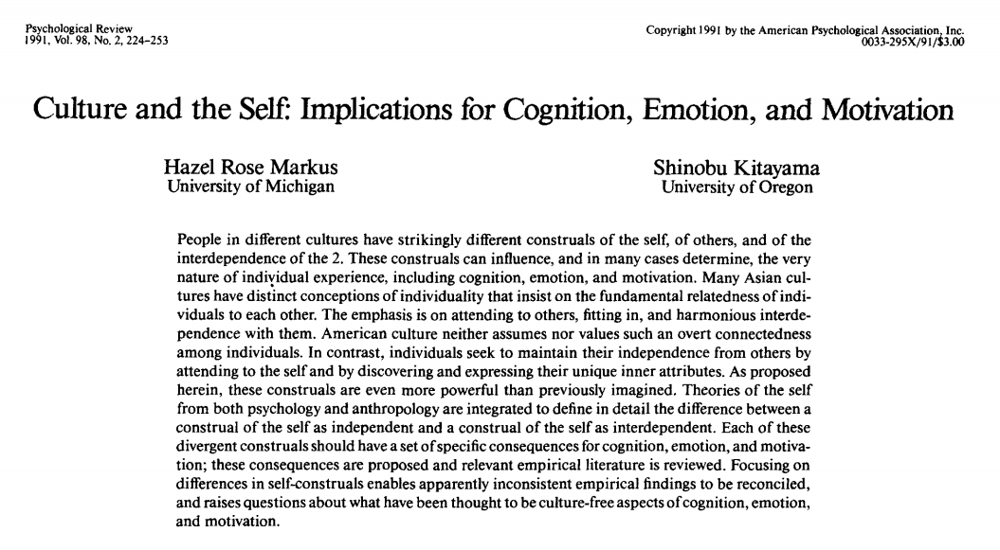 Psychological Review
1991, Vol. 98, No. 2, 224-253
Copyright 1991 by the American Psychological Association, Inc.
0033-295X/91/$3.00
Culture and the Self: Implications for Cognition, Emotion, and Motivation
Hazel Rose Markus
University of Michigan
Shinobu Kitayama
University of Oregon
People in different cultures have strikingly different construals of the self, of others, and of the
interdependence of the 2. These construals can influence, and in many cases determine, the very
nature of individual experience, including cognition, emotion, and motivation. Many Asian cul-
tures have distinct conceptions of individuality that insist on the fundamental relatedness of indi-
viduals to each other. The emphasis is on attending to others, fitting in, and harmonious interde-
pendence with them. American culture neither assumes nor values such an overt connectedness
among individuals. In contrast, individuals seek to maintain their independence from others by
attending to the self and by discovering and expressing their unique inner attributes. As proposed
herein, these construals are even more powerful than previously imagined. Theories of the self
from both psychology and anthropology are integrated to define in detail the difference between a
construal of the self as independent and a construal of the self as interdependent. Each of these
divergent construals should have a set of specific consequences for cognition, emotion, and motiva-
tion; these consequences are proposed and relevant empirical literature is reviewed. Focusing on
differences in self-construals enables apparently inconsistent empirical findings to be reconciled,
and raises questions about what have been thought to be culture-free aspects of cognition, emotion,
and motivation.